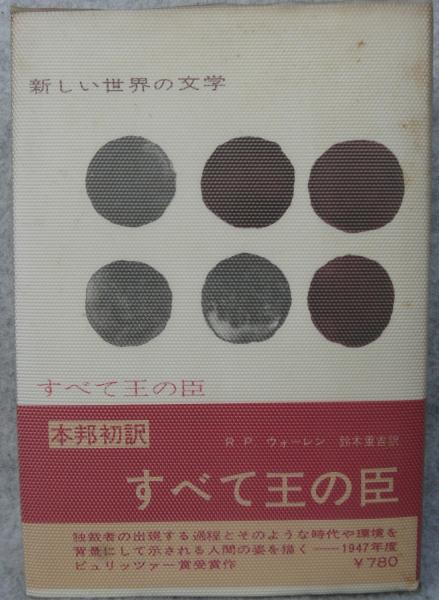 新しい世界の文学
すべて王の臣
本邦初訳
R.P. ウォーレン 鈴木重吉訳
すべて王の臣
独裁者の出現する過程とそのような時代や環境を
背景にして示される人間の姿を描く――1947年度
ピュリッツァー賞受賞作
¥780